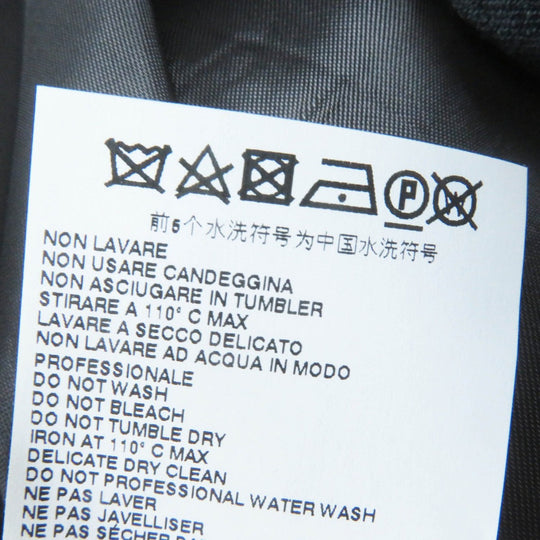 P W
前5个水洗符号为中国水洗符号
NON LAVARE
NON USARE CANDEGGINA
NON ASCIUGARE IN TUMBLER
STIRARE A 110° C MAX
LAVARE A SECCO DELICATO
NON LAVARE AD ACQUA IN MODO
PROFESSIONALE
DO NOT WASH
DO NOT BLEACH
DO NOT TUMBLE DRY
IRON AT 110° C MAX
DELICATE DRY CLEAN
DO NOT PROFESSIONAL WATER WASH
NE PAS LAVER
NE PAS JAVELLISER
NE PAS SÉCHER